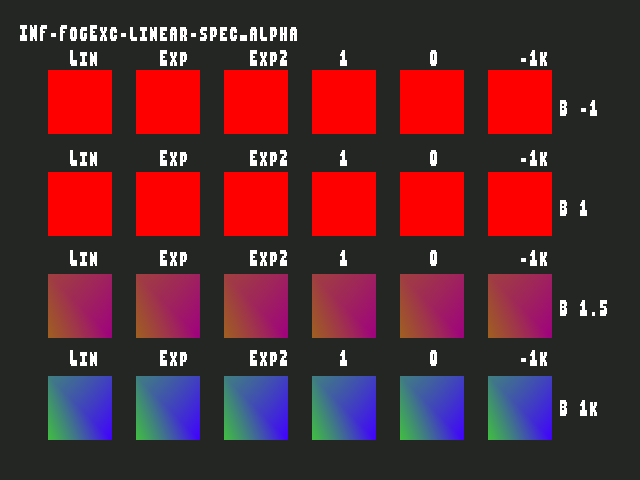 INF-FOGEXC-LINEAR-SPEC_ALPHA
LIN EXP EXP2 1 0 -1K
B -1
LIN EXP EXP2 1 0 -1K
B 1
LIN EXP EXP2 1 0 -1K
B 1.5
LIN EXP EXP2 1 0 -1K
B 1K